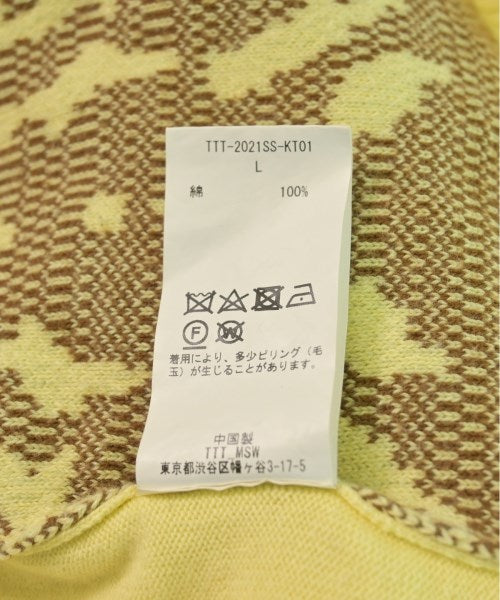 TTT-2021SS-KT01
L
綿 100%
F W
着用により、多少ピリング（毛
玉）が生じることがあります。
中国製
TTT_MSW
東京都渋谷区幡ヶ谷3-17-5